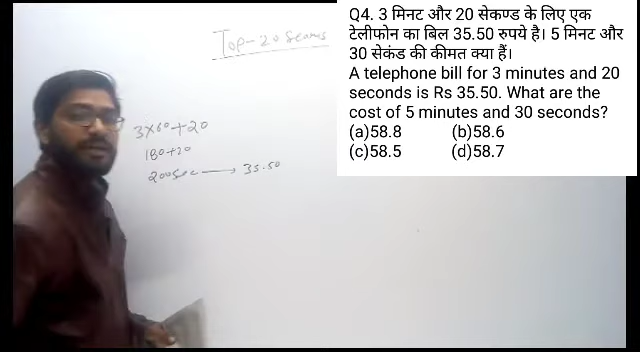 Top-20 Scams
3×60+20
180+20
200sec → 35.50
Q4. 3 मिनट और 20 सेकण्ड के लिए एक
टेलीफोन का बिल 35.50 रुपये है। 5 मिनट और
30 सेकंड की कीमत क्या हैं।
A telephone bill for 3 minutes and 20
seconds is Rs 35.50. What are the
cost of 5 minutes and 30 seconds?
(a)58.8 (b)58.6
(c)58.5 (d)58.7